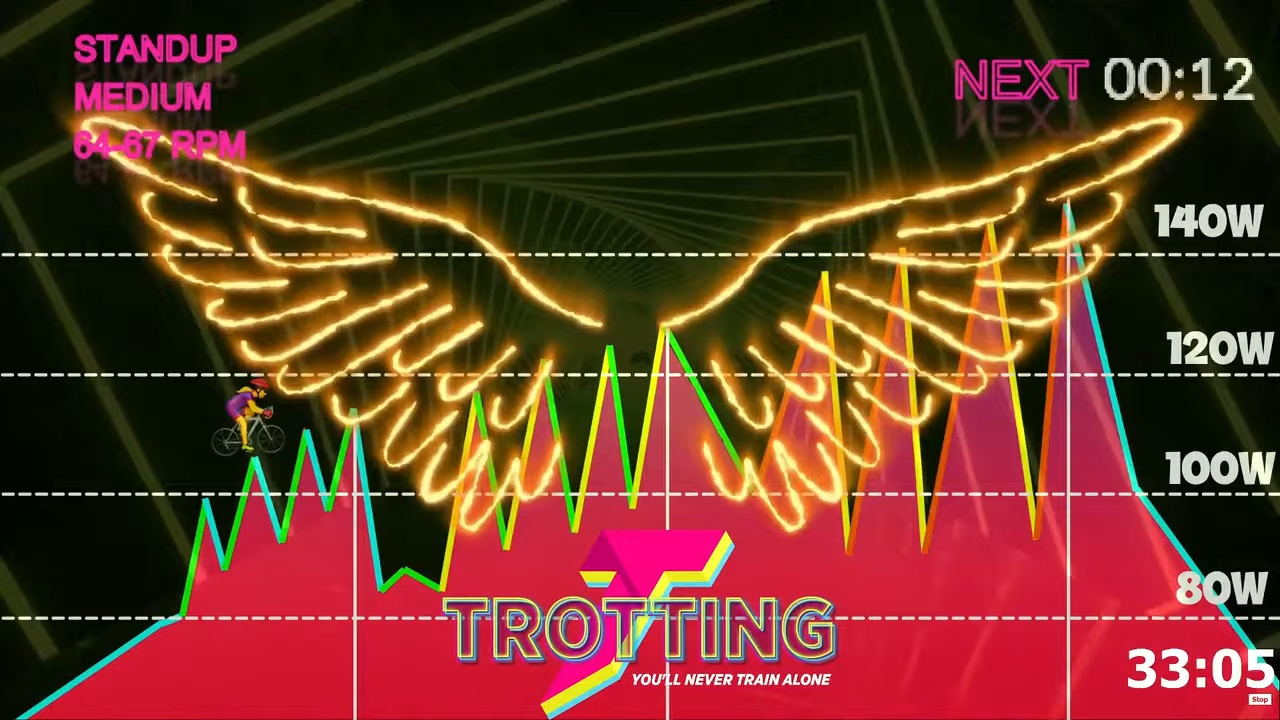 STANDUP
MEDIUM
64-67 RPM
NEXT 00:12
140W
120W
100W
80W
TROTTING
YOU'LL NEVER TRAIN ALONE
33:05
Stop